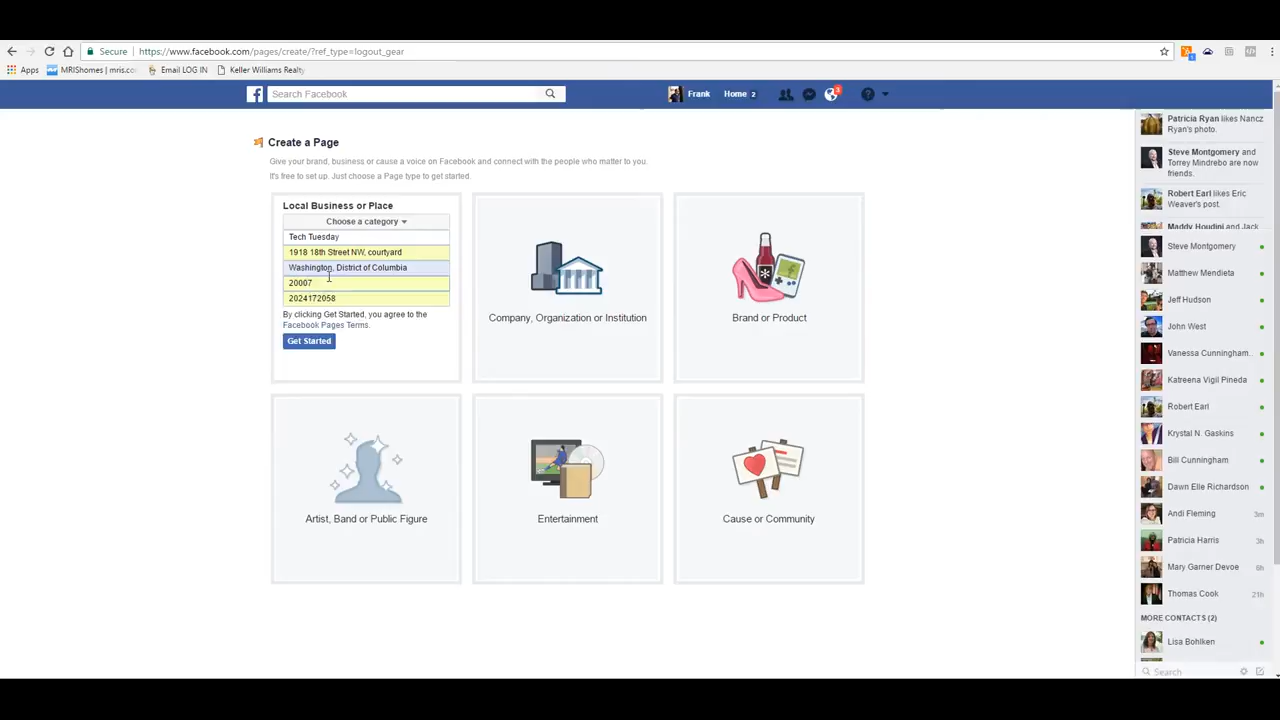 Secure https://www.facebook.com/pages/create/?ref_type=logout_gear
Apps MRIShomes | mris.co Email LOG IN Keller Williams Realty
Search Facebook Frank Home 2 3
Create a Page
Give your brand, business or cause a voice on Facebook and connect with the people who matter to you.
It's free to set up. Just choose a Page type to get started.
Local Business or Place
Choose a category
Tech Tuesday
1918 18th Street NW, courtyard
Washington, District of Columbia
20007
2024172058
By clicking Get Started, you agree to the
Facebook Pages Terms.
Get Started
Company, Organization or Institution
Brand or Product
Artist, Band or Public Figure
Entertainment
Cause or Community
Patricia Ryan likes Nancz
Ryan's photo.
Steve Montgomery and
Torrey Mindrebo are now
friends.
Robert Earl likes Eric
Weaver's post.
Maddy Houdini and Jack
Steve Montgomery
Matthew Mendieta
Jeff Hudson
John West
Vanessa Cunningham..
Katreena Vigil Pineda
Robert Earl
Krystal N. Gaskins
Bill Cunningham
Dawn Elie Richardson
Andi Fleming 3m
Patricia Harris 3h
Mary Garner Devoe 6h
Thomas Cook 21h
MORE CONTACTS (2)
Lisa Bohlken
Search